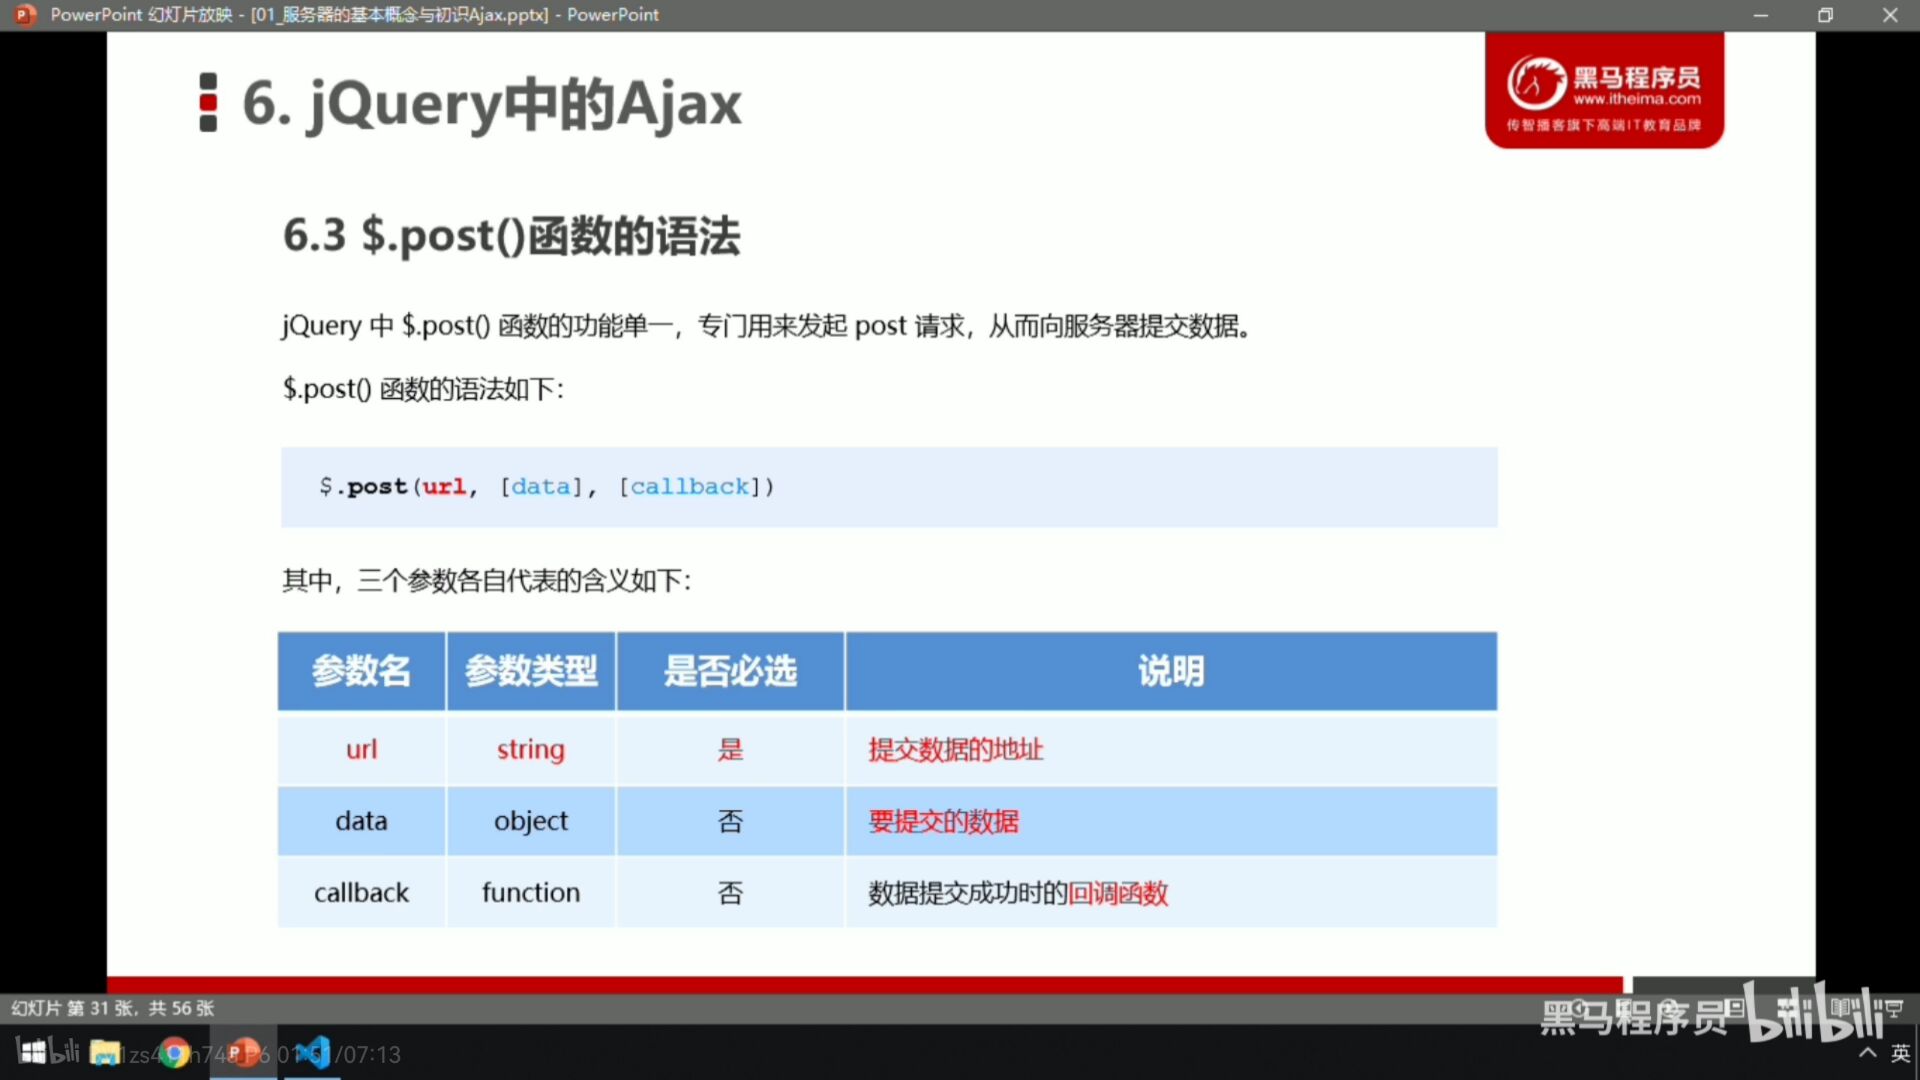 PowerPoint 幻灯片放映 - [01_服务器的基本概念与初识Ajax.pptx] - PowerPoint
6. jQuery中的Ajax
黑马程序员
www.itheima.com
传智播客旗下高端IT教育品牌
6.3 $.post()函数的语法
jQuery 中 $.post() 函数的功能单一，专门用来发起 post 请求，从而向服务器提交数据。
$.post() 函数的语法如下：
$.post(url, [data], [callback])
其中，三个参数各自代表的含义如下：
参数名 参数类型 是否必选 说明
url string 是 提交数据的地址
data object 否 要提交的数据
callback function 否 数据提交成功时的回调函数
幻灯片 第 31 张，共 56 张
黑马程序员 bilibili
P6 01:51/07:13
英